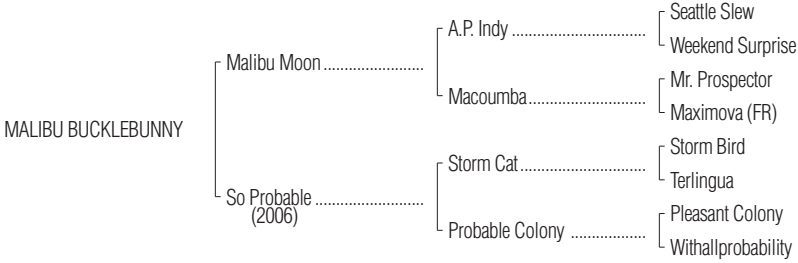 Seattle Slew
A.P. Indy
Weekend Surprise
Malibu Moon
Mr. Prospector
Macoumba
Maximova (FR)
MALIBU BUCKLEBUNNY
Storm Bird
Storm Cat
Terlingua
So Probable
(2006)
Pleasant Colony
Probable Colony
Withallprobability